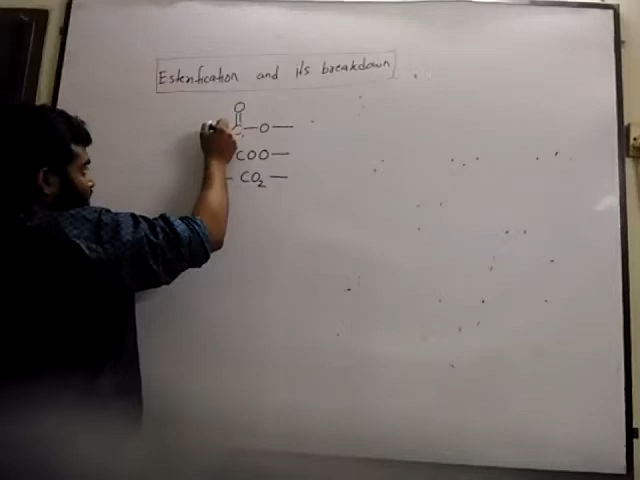 Esterification and its breakdown
O
C — O —
COO —
— CO₂ —